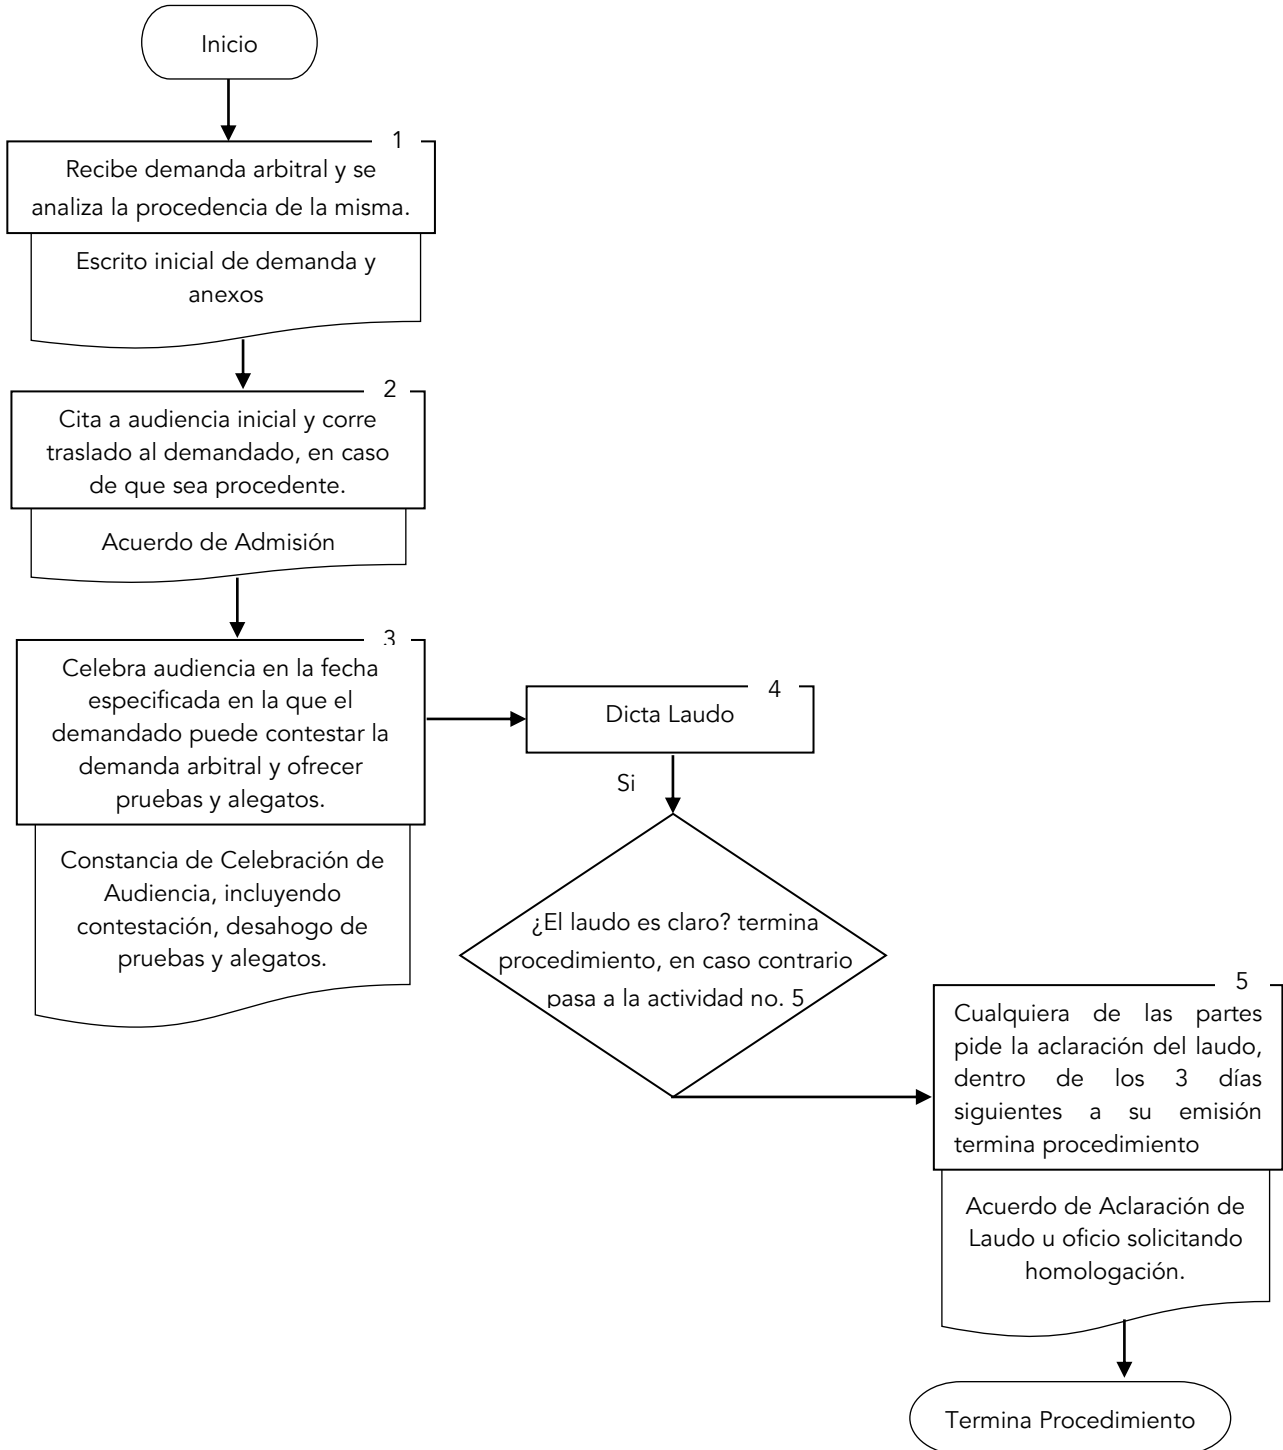 Inicio
1
Recibe demanda arbitral y se
analiza la procedencia de la misma.
Escrito inicial de demanda y
anexos
2
Cita a audiencia inicial y corre
traslado al demandado, en caso
de que sea procedente.
Acuerdo de Admisión
3
Celebra audiencia en la fecha
especificada en la que el
demandado puede contestar la
demanda arbitral y ofrecer
pruebas y alegatos.
Constancia de Celebración de
Audiencia, incluyendo
contestación, desahogo de
pruebas y alegatos.
4
Dicta Laudo
Si
¿El laudo es claro? termina
procedimiento, en caso contrario
pasa a la actividad no. 5
5
Cualquiera de las partes
pide la aclaración del laudo,
dentro de los 3 días
siguientes a su emisión
termina procedimiento
Acuerdo de Aclaración de
Laudo u oficio solicitando
homologación.
Termina Procedimiento